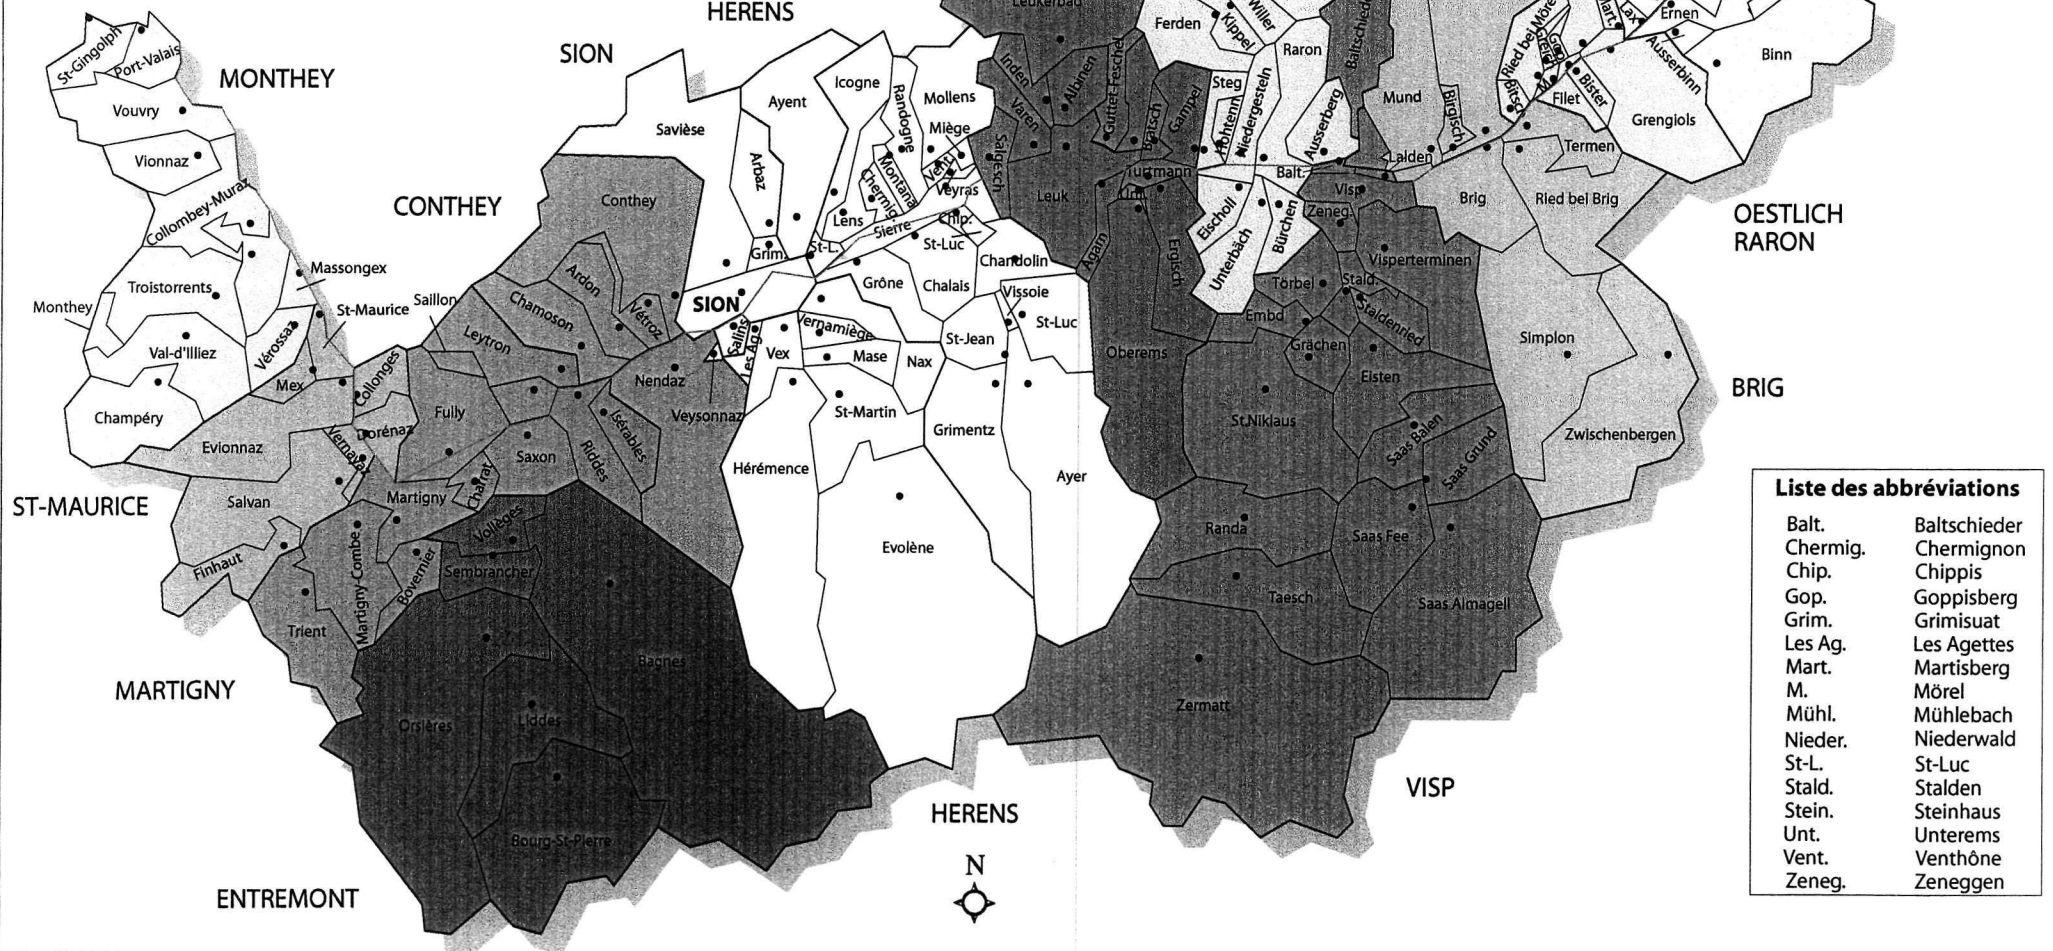 HERENS
SION
MONTHEY
CONTHEY
ST-MAURICE
MARTIGNY
ENTREMONT
HERENS
VISP
BRIG
OESTLICH
RARON
SION
N
St-Gingolph
Port-Valais
Vouvry
Vionnaz
Collombey-Muraz
Massongex
Troistorrents
Monthey
St-Maurice
Val-d'Illiez
Vérossaz
Mex
Champéry
Evionnaz
Collonges
Dorénaz
Vernayaz
Salvan
Finhaut
Saillon
Leytron
Chamoson
Ardon
Vétroz
Conthey
Nendaz
Fully
Saxon
Riddes
Isérables
Charrat
Martigny
Martigny-Combe
Bovernier
Trient
Vollèges
Sembrancher
Bagnes
Orsières
Liddes
Bourg-St-Pierre
Savièse
Ayent
Arbaz
Grim.
Salins
Les Ag.
Veysonnaz
Vex
Vernamiège
Mase
Nax
St-Martin
Hérémence
Evolène
Icogne
Randogne
Mollens
Miège
Montana
Vent.
Veyras
Chermig.
Lens
St-L.
Sierre
Chip.
St-Luc
Chandolin
Grône
Chalais
Vissoie
St-Luc
St-Jean
Grimentz
Ayer
Leukerbad
Inden
Albinen
Guttet-Feschel
Varen
Salgesch
Bratsch
Gampel
Leuk
Turtmann
Unt.
Agarn
Ergisch
Oberems
Ferden
Kippel
Wiler
Raron
Steg
Hohtenn
Niedergesteln
Ausserberg
Baltschieder
Balt.
Eischoll
Unterbäch
Bürchen
Mund
Birgisch
Lalden
Visp
Zeneg.
Visperterminen
Törbel
Stald.
Staldenried
Embd
Grächen
Eisten
St.Niklaus
Saas Balen
Saas Grund
Randa
Saas Fee
Taesch
Saas Almagell
Zermatt
Brig
Ried bei Brig
Termen
Simplon
Zwischenbergen
Ried bei Mörel
Greich
Gop.
Bitsch
M.
Filet
Bister
Mart.
Lax
Ernen
Ausserbinn
Binn
Grengiols
Liste des abbréviations
Balt. Baltschieder
Chermig. Chermignon
Chip. Chippis
Gop. Goppisberg
Grim. Grimisuat
Les Ag. Les Agettes
Mart. Martisberg
M. Mörel
Mühl. Mühlebach
Nieder. Niederwald
St-L. St-Luc
Stald. Stalden
Stein. Steinhaus
Unt. Unterems
Vent. Venthône
Zeneg. Zeneggen